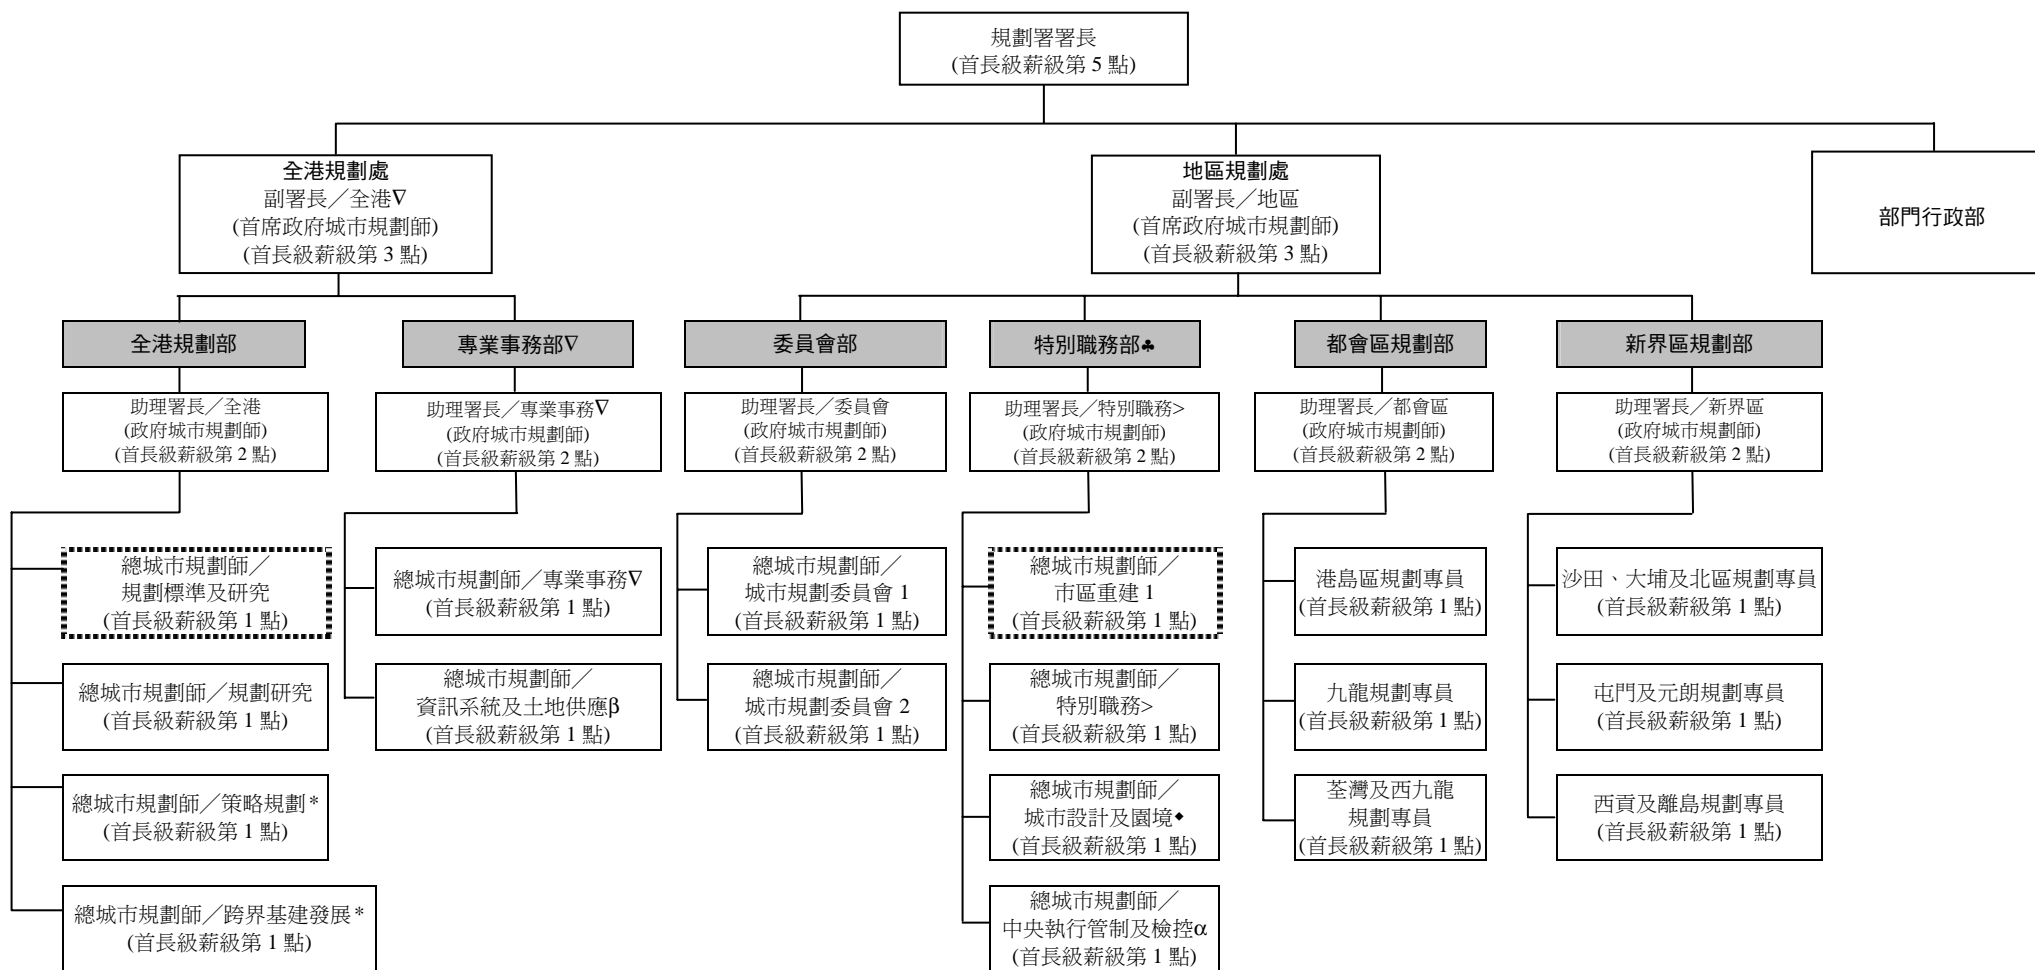 規劃署署長
(首長級薪級第 5 點)
全港規劃處
副署長／全港∇
(首席政府城市規劃師)
(首長級薪級第 3 點)
地區規劃處
副署長／地區
(首席政府城市規劃師)
(首長級薪級第 3 點)
部門行政部
全港規劃部
專業事務部∇
委員會部
特別職務部♣
都會區規劃部
新界區規劃部
助理署長／全港
(政府城市規劃師)
(首長級薪級第 2 點)
助理署長／專業事務∇
(政府城市規劃師)
(首長級薪級第 2 點)
助理署長／委員會
(政府城市規劃師)
(首長級薪級第 2 點)
助理署長／特別職務>
(政府城市規劃師)
(首長級薪級第 2 點)
助理署長／都會區
(政府城市規劃師)
(首長級薪級第 2 點)
助理署長／新界區
(政府城市規劃師)
(首長級薪級第 2 點)
總城市規劃師／
規劃標準及研究
(首長級薪級第 1 點)
總城市規劃師／規劃研究
(首長級薪級第 1 點)
總城市規劃師／策略規劃*
(首長級薪級第 1 點)
總城市規劃師／跨界基建發展*
(首長級薪級第 1 點)
總城市規劃師／專業事務∇
(首長級薪級第 1 點)
總城市規劃師／
資訊系統及土地供應β
(首長級薪級第 1 點)
總城市規劃師／
城市規劃委員會 1
(首長級薪級第 1 點)
總城市規劃師／
城市規劃委員會 2
(首長級薪級第 1 點)
總城市規劃師／
市區重建 1
(首長級薪級第 1 點)
總城市規劃師／
特別職務>
(首長級薪級第 1 點)
總城市規劃師／
城市設計及園境◆
(首長級薪級第 1 點)
總城市規劃師／
中央執行管制及檢控α
(首長級薪級第 1 點)
港島區規劃專員
(首長級薪級第 1 點)
九龍規劃專員
(首長級薪級第 1 點)
荃灣及西九龍
規劃專員
(首長級薪級第 1 點)
沙田、大埔及北區規劃專員
(首長級薪級第 1 點)
屯門及元朗規劃專員
(首長級薪級第 1 點)
西貢及離島規劃專員
(首長級薪級第 1 點)